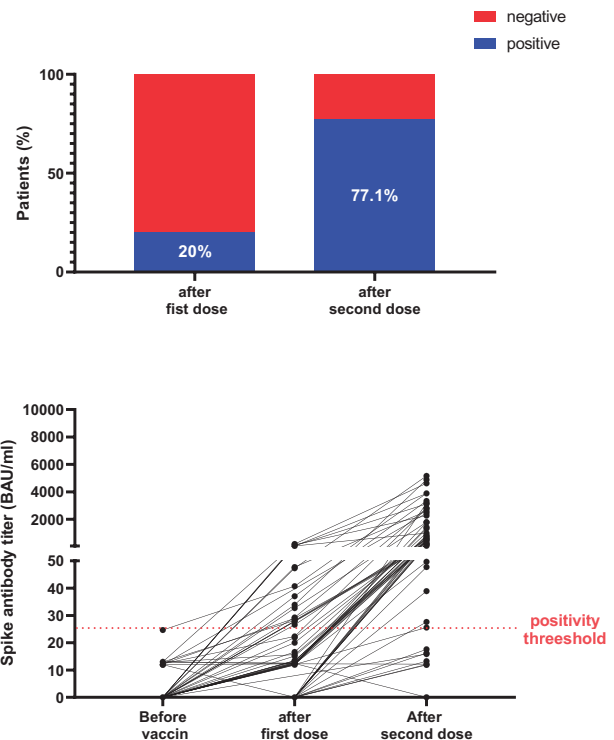 negative
positive
100
50
0
Patients (%)
20%
77.1%
after
fist dose
after
second dose
10000
8000
6000
4000
2000
50
40
30
20
10
0
Spike antibody titer (BAU/ml)
positivity
threeshold
Before
vaccin
after
first dose
After
second dose